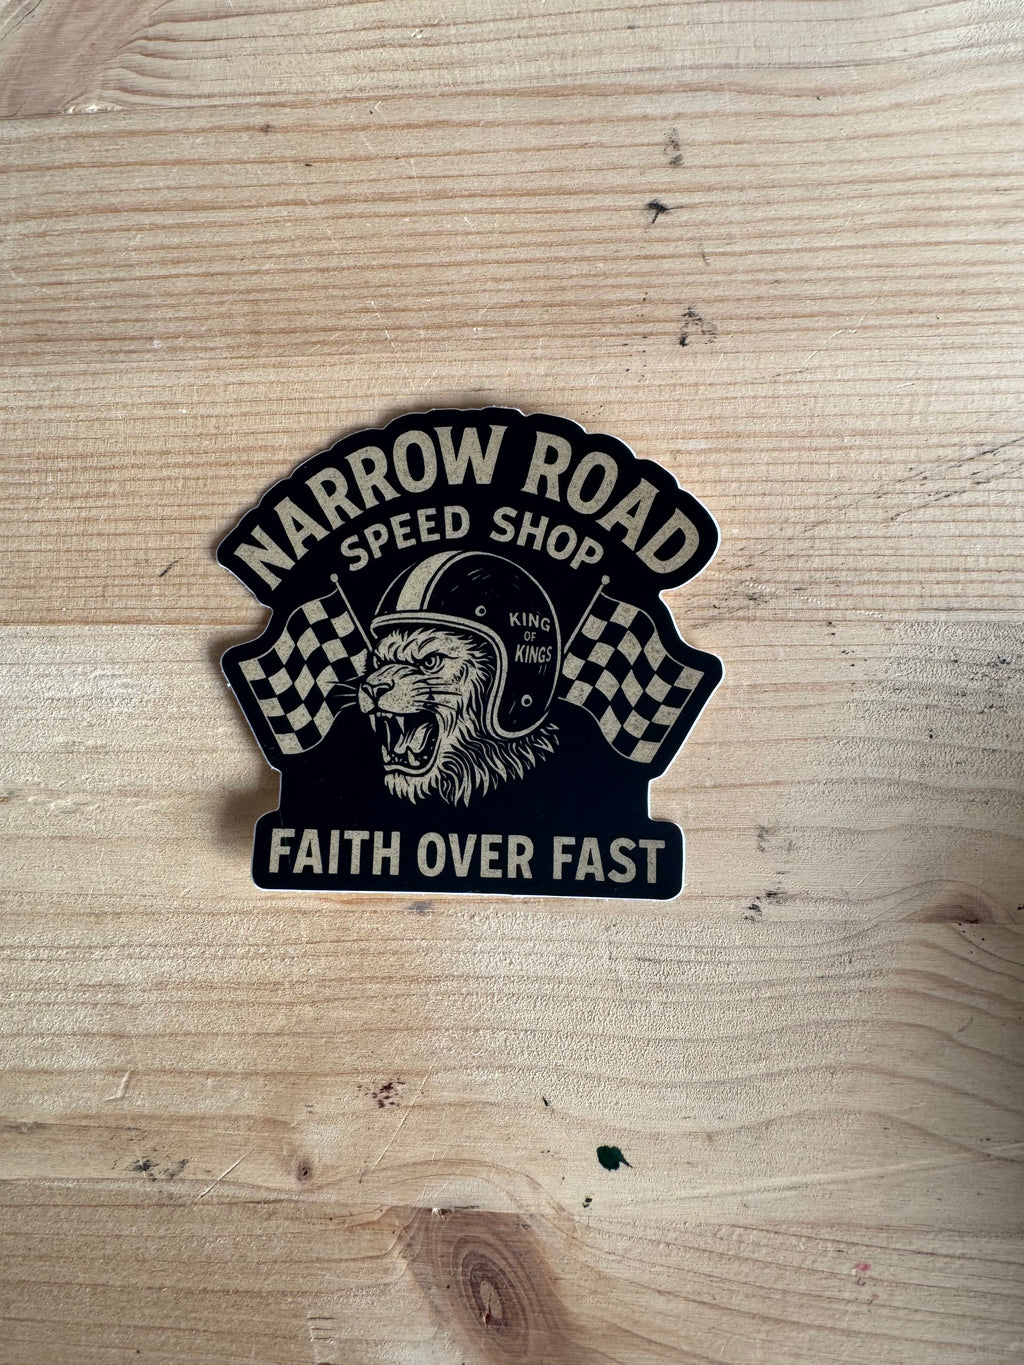 NARROW ROAD
SPEED SHOP
KING
OF
KINGS
FAITH OVER FAST